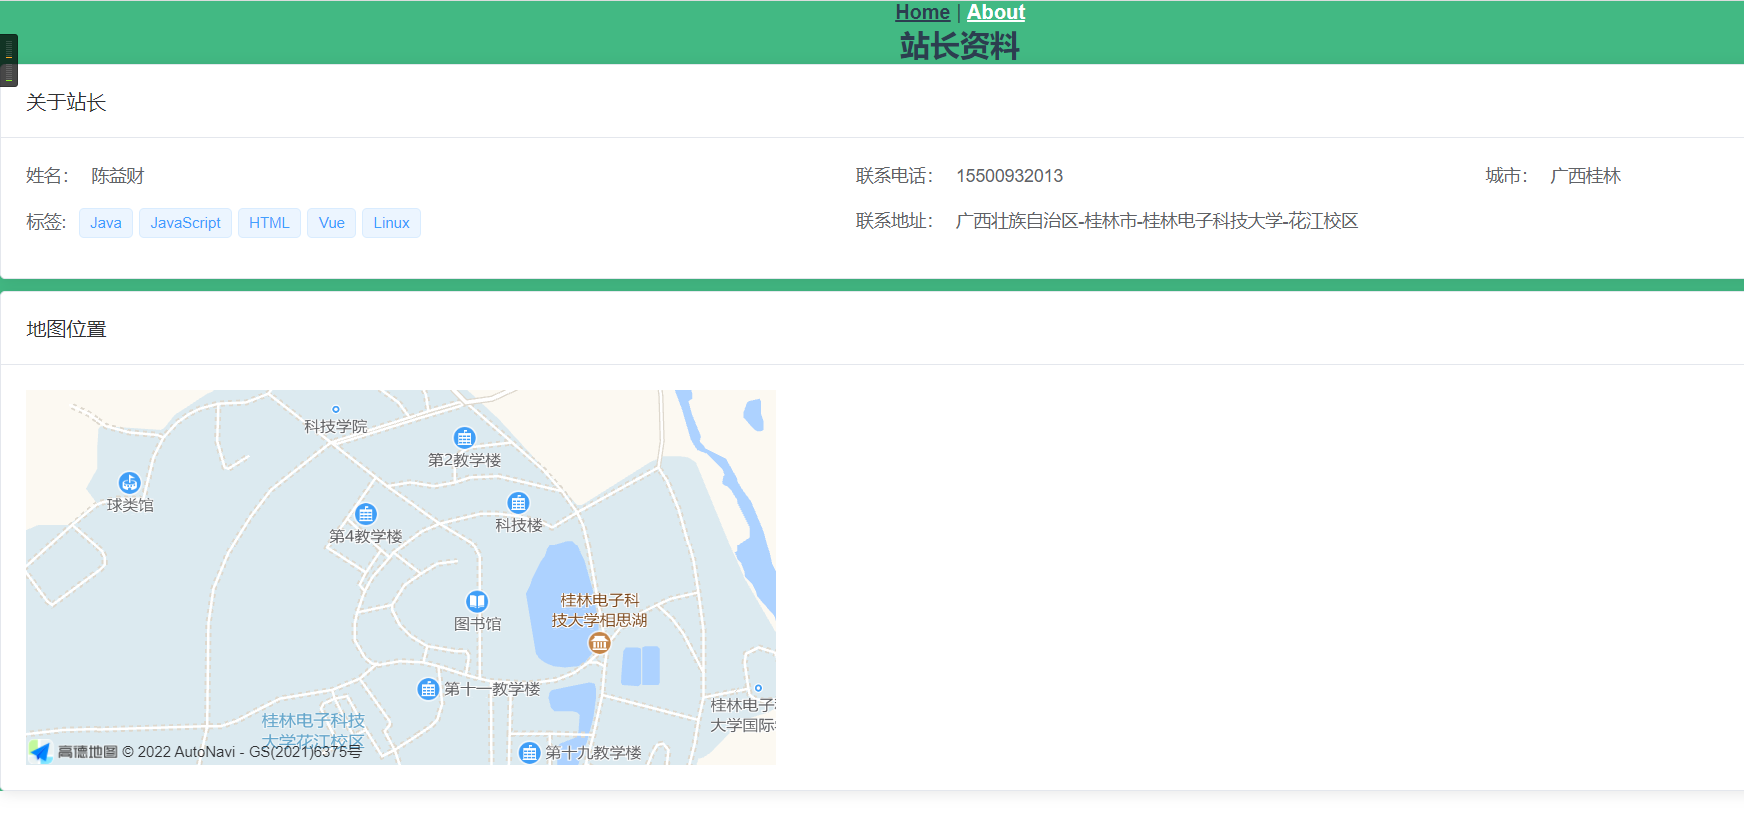 Home | About
站长资料
关于站长
姓名： 陈益财
联系电话： 15500932013
城市： 广西桂林
标签: Java JavaScript HTML Vue Linux
联系地址： 广西壮族自治区-桂林市-桂林电子科技大学-花江校区
地图位置
科技学院
第2教学楼
球类馆
科技楼
第4教学楼
桂林电子科
技大学相思湖
图书馆
第十一教学楼
桂林电子
大学国际
桂林电子科技
大学花江校区
高德地图 © 2022 AutoNavi - GS(2021)6375号
第十九教学楼